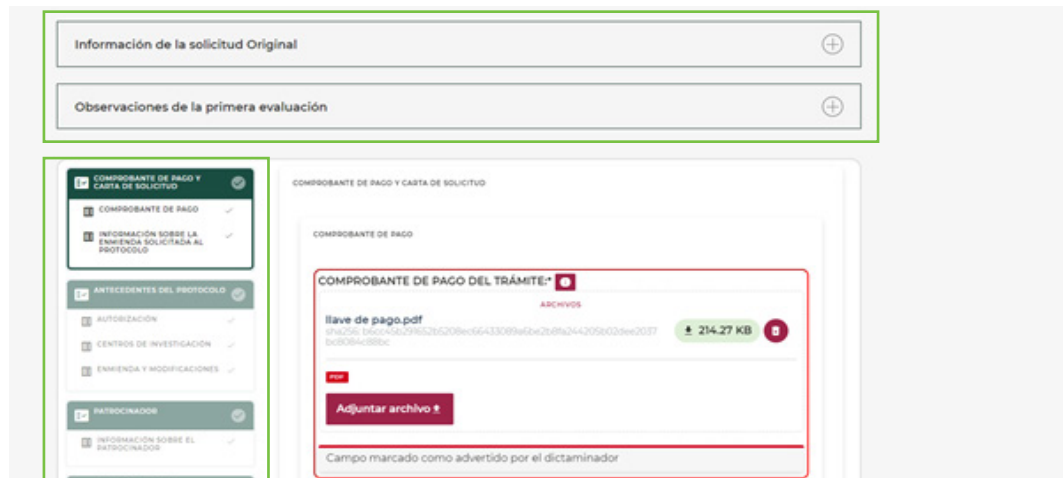 Información de la solicitud Original
Observaciones de la primera evaluación
COMPROBANTE DE PAGO Y
CARTA DE SOLICITUD
COMPROBANTE DE PAGO
INFORMACIÓN SOBRE LA
ENMIENDA SOLICITADA AL
PROTOCOLO
ANTECEDENTES DEL PROTOCOLO
AUTORIZACIÓN
CENTROS DE INVESTIGACIÓN
ENMIENDA Y MODIFICACIONES
PATROCINADOR
INFORMACIÓN SOBRE EL
PATROCINADOR
COMPROBANTE DE PAGO Y CARTA DE SOLICITUD
COMPROBANTE DE PAGO
COMPROBANTE DE PAGO DEL TRÁMITE:*
ARCHIVOS
llave de pago.pdf
sha256:
214.27 KB
PDF
Adjuntar archivo
Campo marcado como advertido por el dictaminador